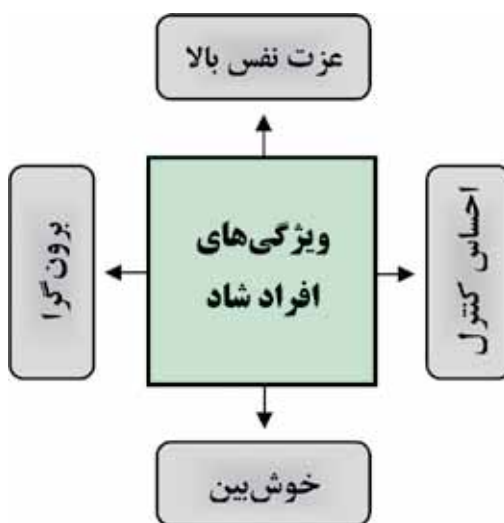 عزت نفس بالا
احساس کنترل
ویژگی‌های
افراد شاد
برون‌گرا
خوش‌بین